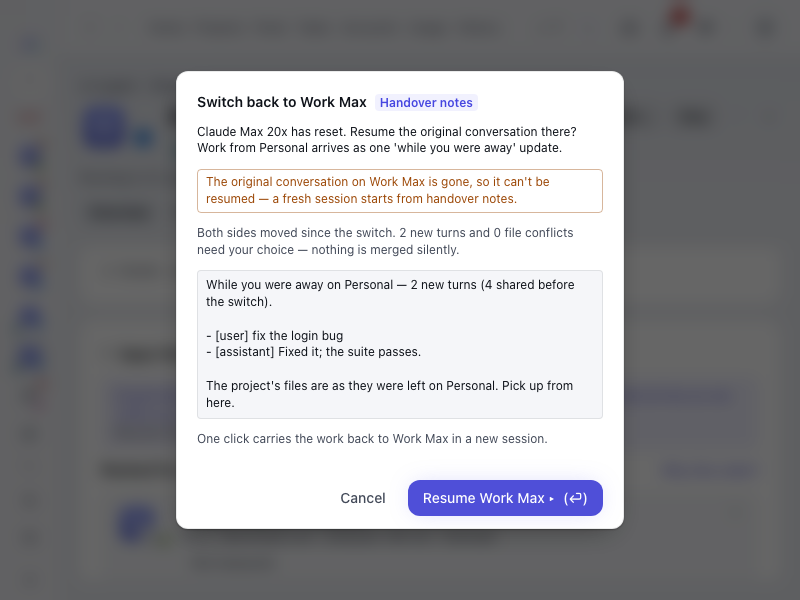 Switch back to Work Max Handover notes
Claude Max 20x has reset. Resume the original conversation there?
Work from Personal arrives as one 'while you were away' update.
The original conversation on Work Max is gone, so it can't be
resumed — a fresh session starts from handover notes.
Both sides moved since the switch. 2 new turns and 0 file conflicts
need your choice — nothing is merged silently.
While you were away on Personal — 2 new turns (4 shared before
the switch).
- [user] fix the login bug
- [assistant] Fixed it; the suite passes.
The project's files are as they were left on Personal. Pick up from
here.
One click carries the work back to Work Max in a new session.
Cancel
Resume Work Max ▸ (⏎)